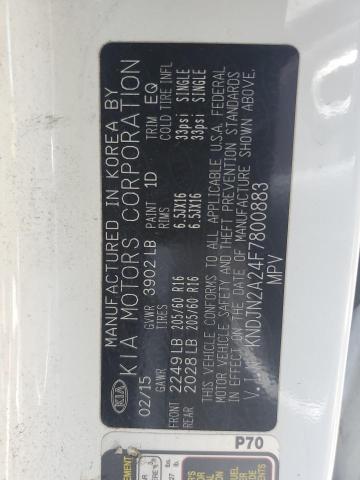 MANUFACTURED IN KOREA BY
KIA MOTORS CORPORATION
KIA
02/15 GVWR 3902 LB PAINT 1D TRIM EQ
GAWR TIRES RIMS COLD TIRE INFL
FRONT 2249 LB 205/60 R16 6.5JX16 33psi SINGLE
REAR 2028 LB 205/60 R16 6.5JX16 33psi SINGLE
THIS VEHICLE CONFORMS TO ALL APPLICABLE U.S.A. FEDERAL
MOTOR VEHICLE SAFETY AND THEFT PREVENTION STANDARDS
IN EFFECT ON THE DATE OF MANUFACTURE SHOWN ABOVE.
V.I.N: KNDJN2A24F7800883
MPV
P70